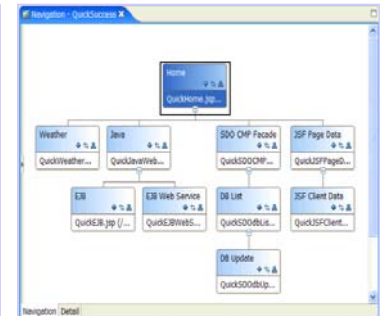 Navigation - QuickSuccess
Home
QuickHome.jsp...
Weather
QuickWeather...
Java
QuickJavaWeb...
SDO CMP Facade
QuickSDOCMP...
JSF Page Data
QuickJSFPageD...
EJB
QuickEJB.jsp (/...
EJB Web Service
QuickEJBWebS...
DB List
QuickSDOdbLis...
JSF Client Data
QuickJSFClient...
DB Update
QuickSDOdbUp...
Navigation Detail